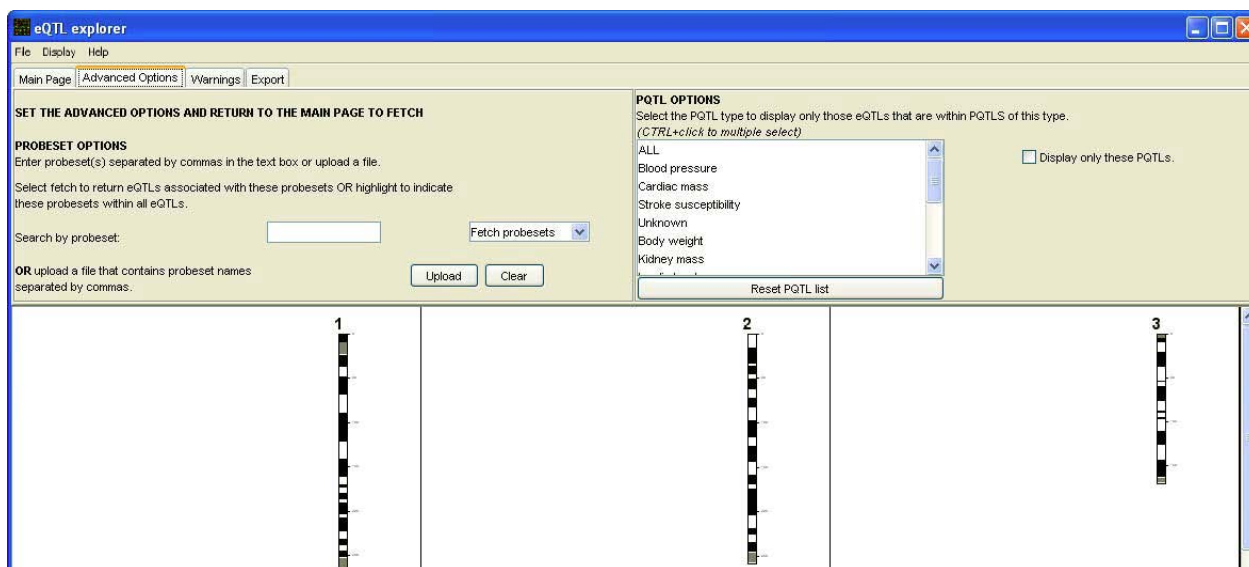 eQTL explorer
File Display Help
Main Page Advanced Options Warnings Export
SET THE ADVANCED OPTIONS AND RETURN TO THE MAIN PAGE TO FETCH
PROBESET OPTIONS
Enter probeset(s) separated by commas in the text box or upload a file.
Select fetch to return eQTLs associated with these probesets OR highlight to indicate
these probesets within all eQTLs.
Search by probeset:
Fetch probesets
OR upload a file that contains probeset names
separated by commas.
Upload Clear
PQTL OPTIONS
Select the PQTL type to display only those eQTLs that are within PQTLS of this type.
(CTRL+click to multiple select)
ALL
Blood pressure
Cardiac mass
Stroke susceptibility
Unknown
Body weight
Kidney mass
Display only these PQTLs.
Reset PQTL list
1 2 3